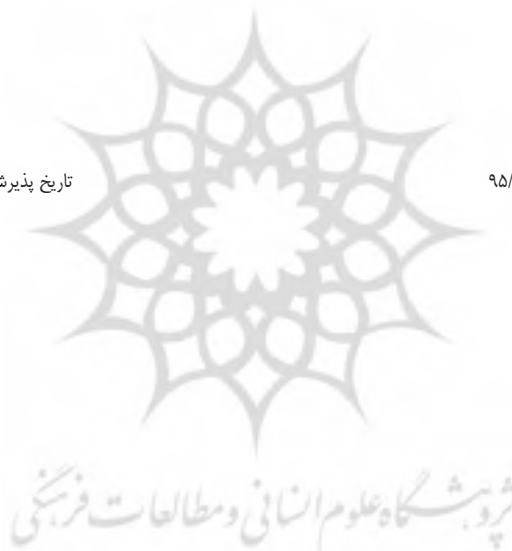 ۹۵/ تاریخ پذیرش
پژوهشگاه علوم انسانی و مطالعات فرهنگی